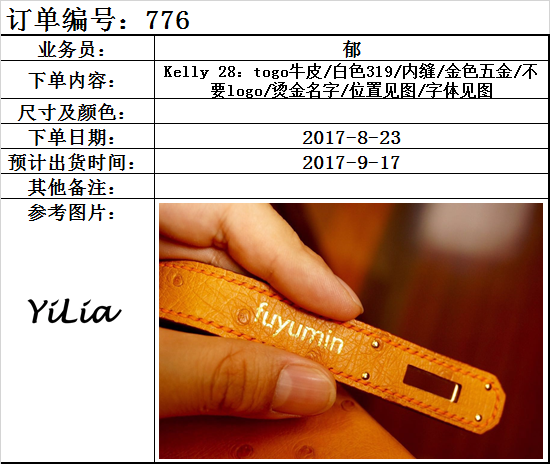 订单编号：776
业务员： 郁
下单内容： Kelly 28：togo牛皮/白色319/内缝/金色五金/不
要logo/烫金名字/位置见图/字体见图
尺寸及颜色：
下单日期： 2017-8-23
预计出货时间： 2017-9-17
其他备注：
参考图片：
YiLia
fuyumin